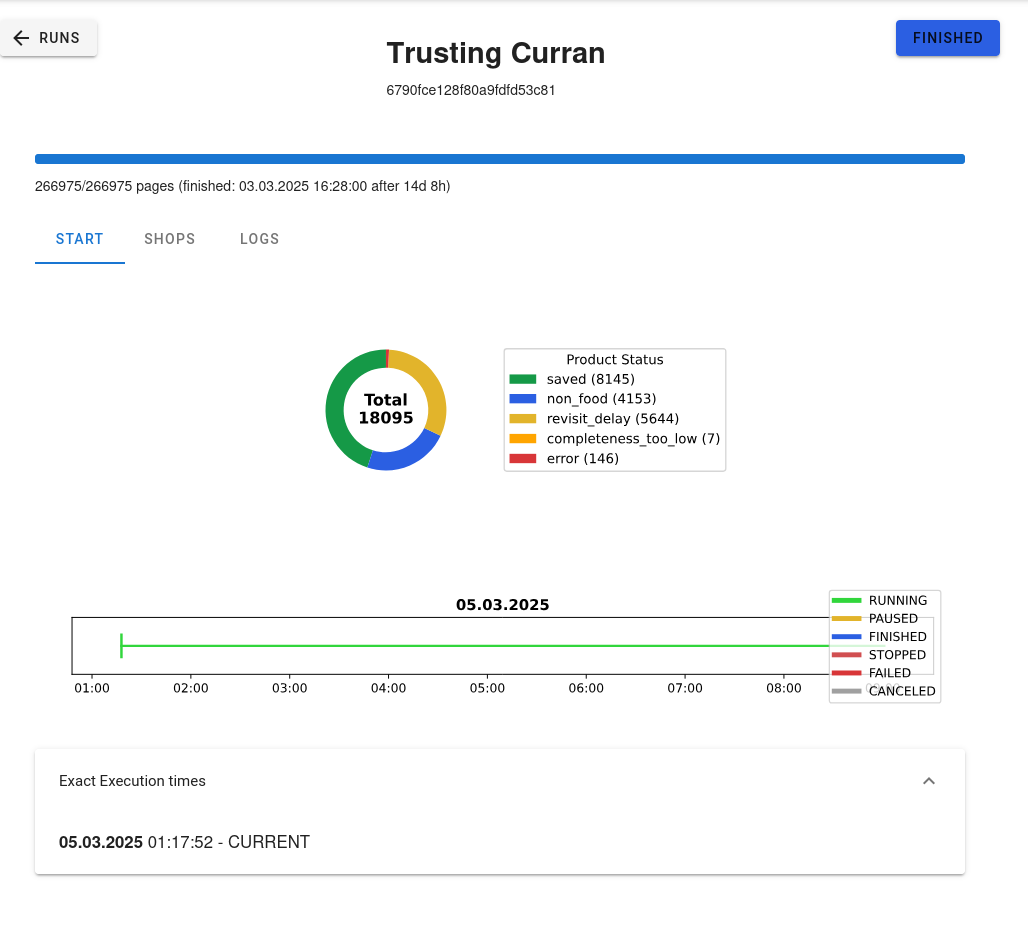 RUNS
Trusting Curran
FINISHED
6790fce128f80a9fdfd53c81
266975/266975 pages (finished: 03.03.2025 16:28:00 after 14d 8h)
START SHOPS LOGS
Total
18095
Product Status
saved (8145)
non_food (4153)
revisit_delay (5644)
completeness_too_low (7)
error (146)
05.03.2025
RUNNING
PAUSED
FINISHED
STOPPED
FAILED
CANCELED
01:00 02:00 03:00 04:00 05:00 06:00 07:00 08:00
Exact Execution times
05.03.2025 01:17:52 - CURRENT